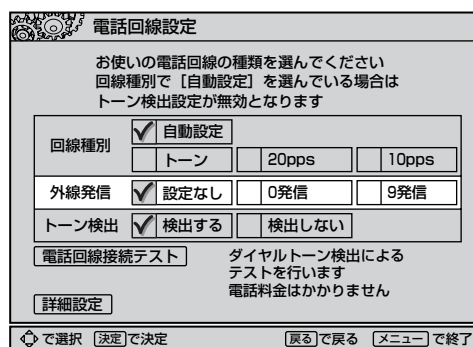 電話回線設定
お使いの電話回線の種類を選んでください
回線種別で［自動設定］を選んでいる場合は
トーン検出設定が無効となります
回線種別 自動設定
トーン 20pps 10pps
外線発信 設定なし 0発信 9発信
トーン検出 検出する 検出しない
電話回線接続テスト ダイヤルトーン検出による
テストを行います
電話料金はかかりません
詳細設定
で選択 決定 で決定 戻る で戻る メニュー で終了